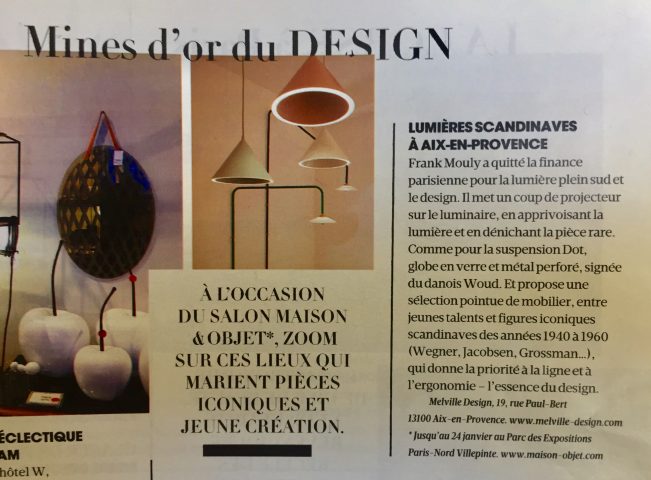 Mines d'or du DESIGN
À L'OCCASION
DU SALON MAISON
& OBJET*, ZOOM
SUR CES LIEUX QUI
MARIENT PIÈCES
ICONIQUES ET
JEUNE CRÉATION.
ÉCLECTIQUE
AM
hôtel W,
LUMIÈRES SCANDINAVES
À AIX-EN-PROVENCE
Frank Mouly a quitté la finance
parisienne pour la lumière plein sud et
le design. Il met un coup de projecteur
sur le luminaire, en apprivoisant la
lumière et en dénichant la pièce rare.
Comme pour la suspension Dot,
globe en verre et métal perforé, signée
du danois Woud. Et propose une
sélection pointue de mobilier, entre
jeunes talents et figures iconiques
scandinaves des années 1940 à 1960
(Wegner, Jacobsen, Grossman...),
qui donne la priorité à la ligne et à
l'ergonomie – l'essence du design.
Melville Design, 19, rue Paul-Bert
13100 Aix-en-Provence. www.melville-design.com
* Jusqu'au 24 janvier au Parc des Expositions
Paris-Nord Villepinte. www.maison-objet.com